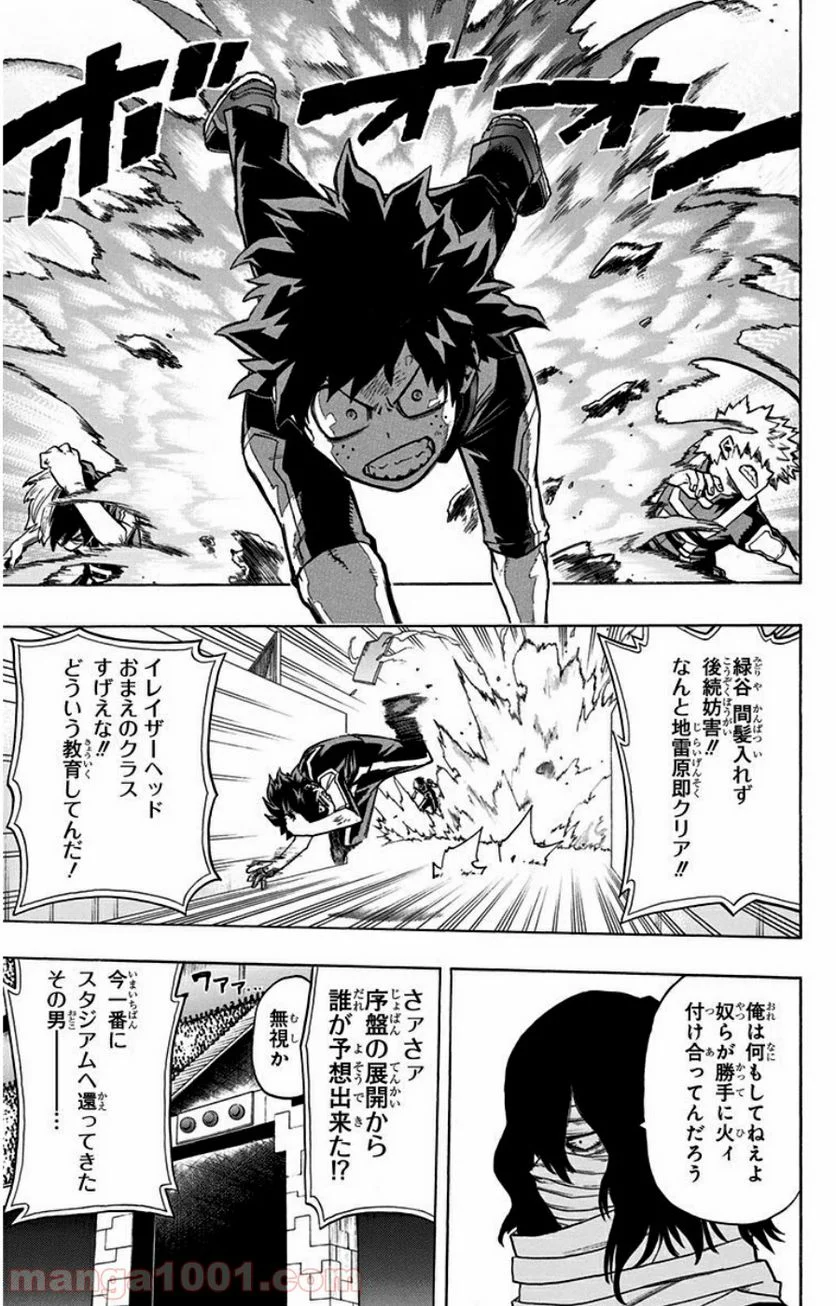 ボオオン
緑谷 間髪入れず
後続妨害!!
なんと地雷原即クリア!!
イレイザーヘッド
おまえのクラス
すげえな!!
どういう教育してんだ!
俺は何もしてねえよ
奴らが勝手に火ィ
付け合ってんだろう
さァさァ
序盤の展開から
誰が予想出来た!?
無視か
ワァァ…
今一番に
スタジアムへ還ってきた
その男―――…
manga1001.com